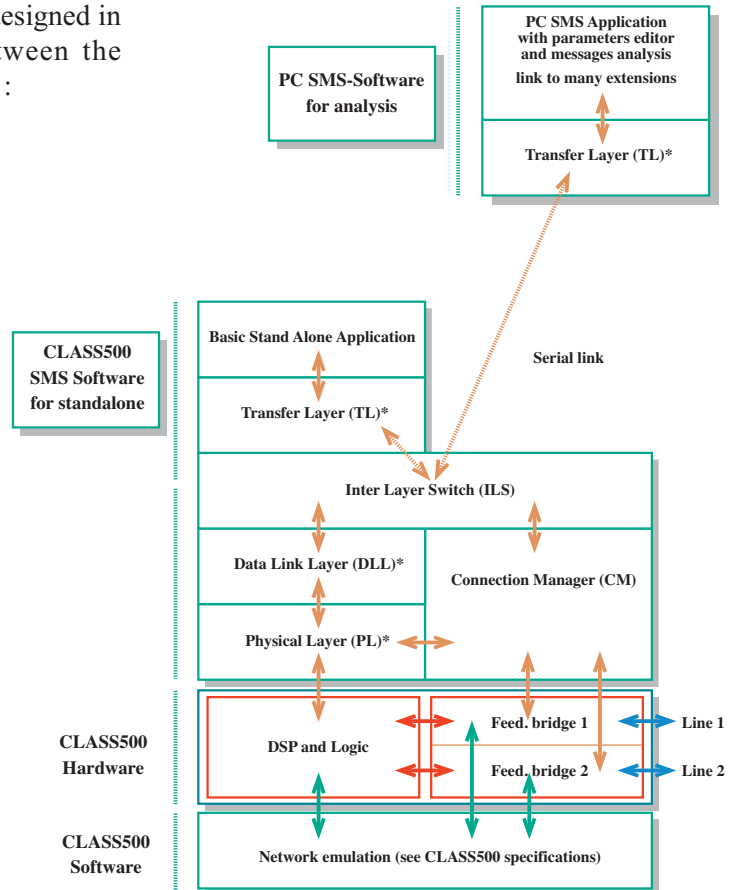 esigned in
tween the
:
PC SMS-Software
for analysis
PC SMS Application
with parameters editor
and messages analysis
link to many extensions
Transfer Layer (TL)*
CLASS500
SMS Software
for standalone
Basic Stand Alone Application
Transfer Layer (TL)*
Serial link
Inter Layer Switch (ILS)
Data Link Layer (DLL)*
Connection Manager (CM)
Physical Layer (PL)*
CLASS500
Hardware
DSP and Logic
Feed. bridge 1
Line 1
Feed. bridge 2
Line 2
CLASS500
Software
Network emulation (see CLASS500 specifications)